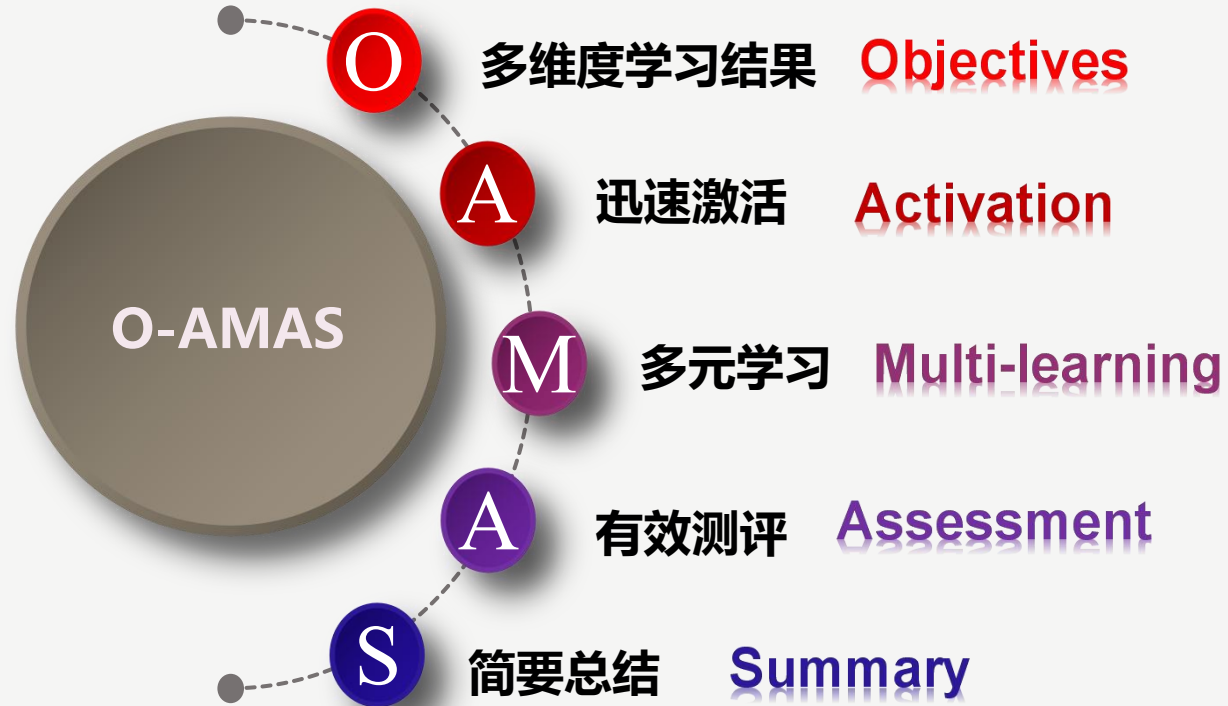 O 多维度学习结果 Objectives
A 迅速激活 Activation
O-AMAS
M 多元学习 Multi-learning
A 有效测评 Assessment
S 简要总结 Summary